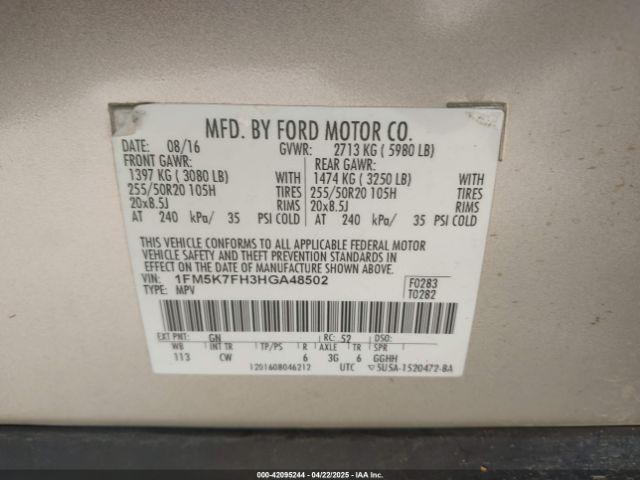 MFD. BY FORD MOTOR CO.
DATE: 08/16 GVWR: 2713 KG ( 5980 LB)
FRONT GAWR: REAR GAWR:
1397 KG ( 3080 LB) WITH 1474 KG ( 3250 LB) WITH
255/50R20 105H TIRES 255/50R20 105H TIRES
20x8.5J RIMS 20x8.5J RIMS
AT 240 kPa/ 35 PSI COLD AT 240 kPa/ 35 PSI COLD
THIS VEHICLE CONFORMS TO ALL APPLICABLE FEDERAL MOTOR
VEHICLE SAFETY AND THEFT PREVENTION STANDARDS IN
EFFECT ON THE DATE OF MANUFACTURE SHOWN ABOVE.
VIN: 1FM5K7FH3HGA48502 F0283
TYPE: MPV T0282
EXT PNT: GN RC: 52 DSO:
WB INT TR TP/PS R AXLE TR SPR
113 CW 6 3G 6 GGHH
1201608046212 UTC ▽5USA-1520472-BA
000-42095244 - 04/22/2025 - IAAI.COM